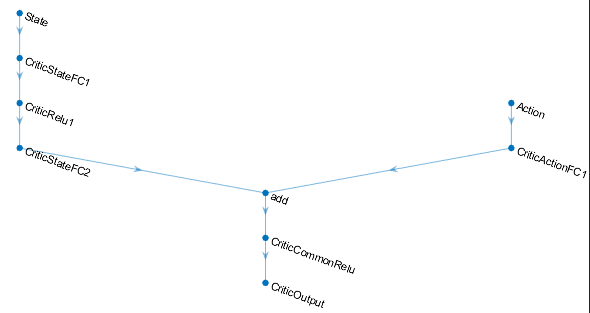 State
CriticStateFC1
CriticRelu1
CriticStateFC2
Action
CriticActionFC1
add
CriticCommonRelu
CriticOutput